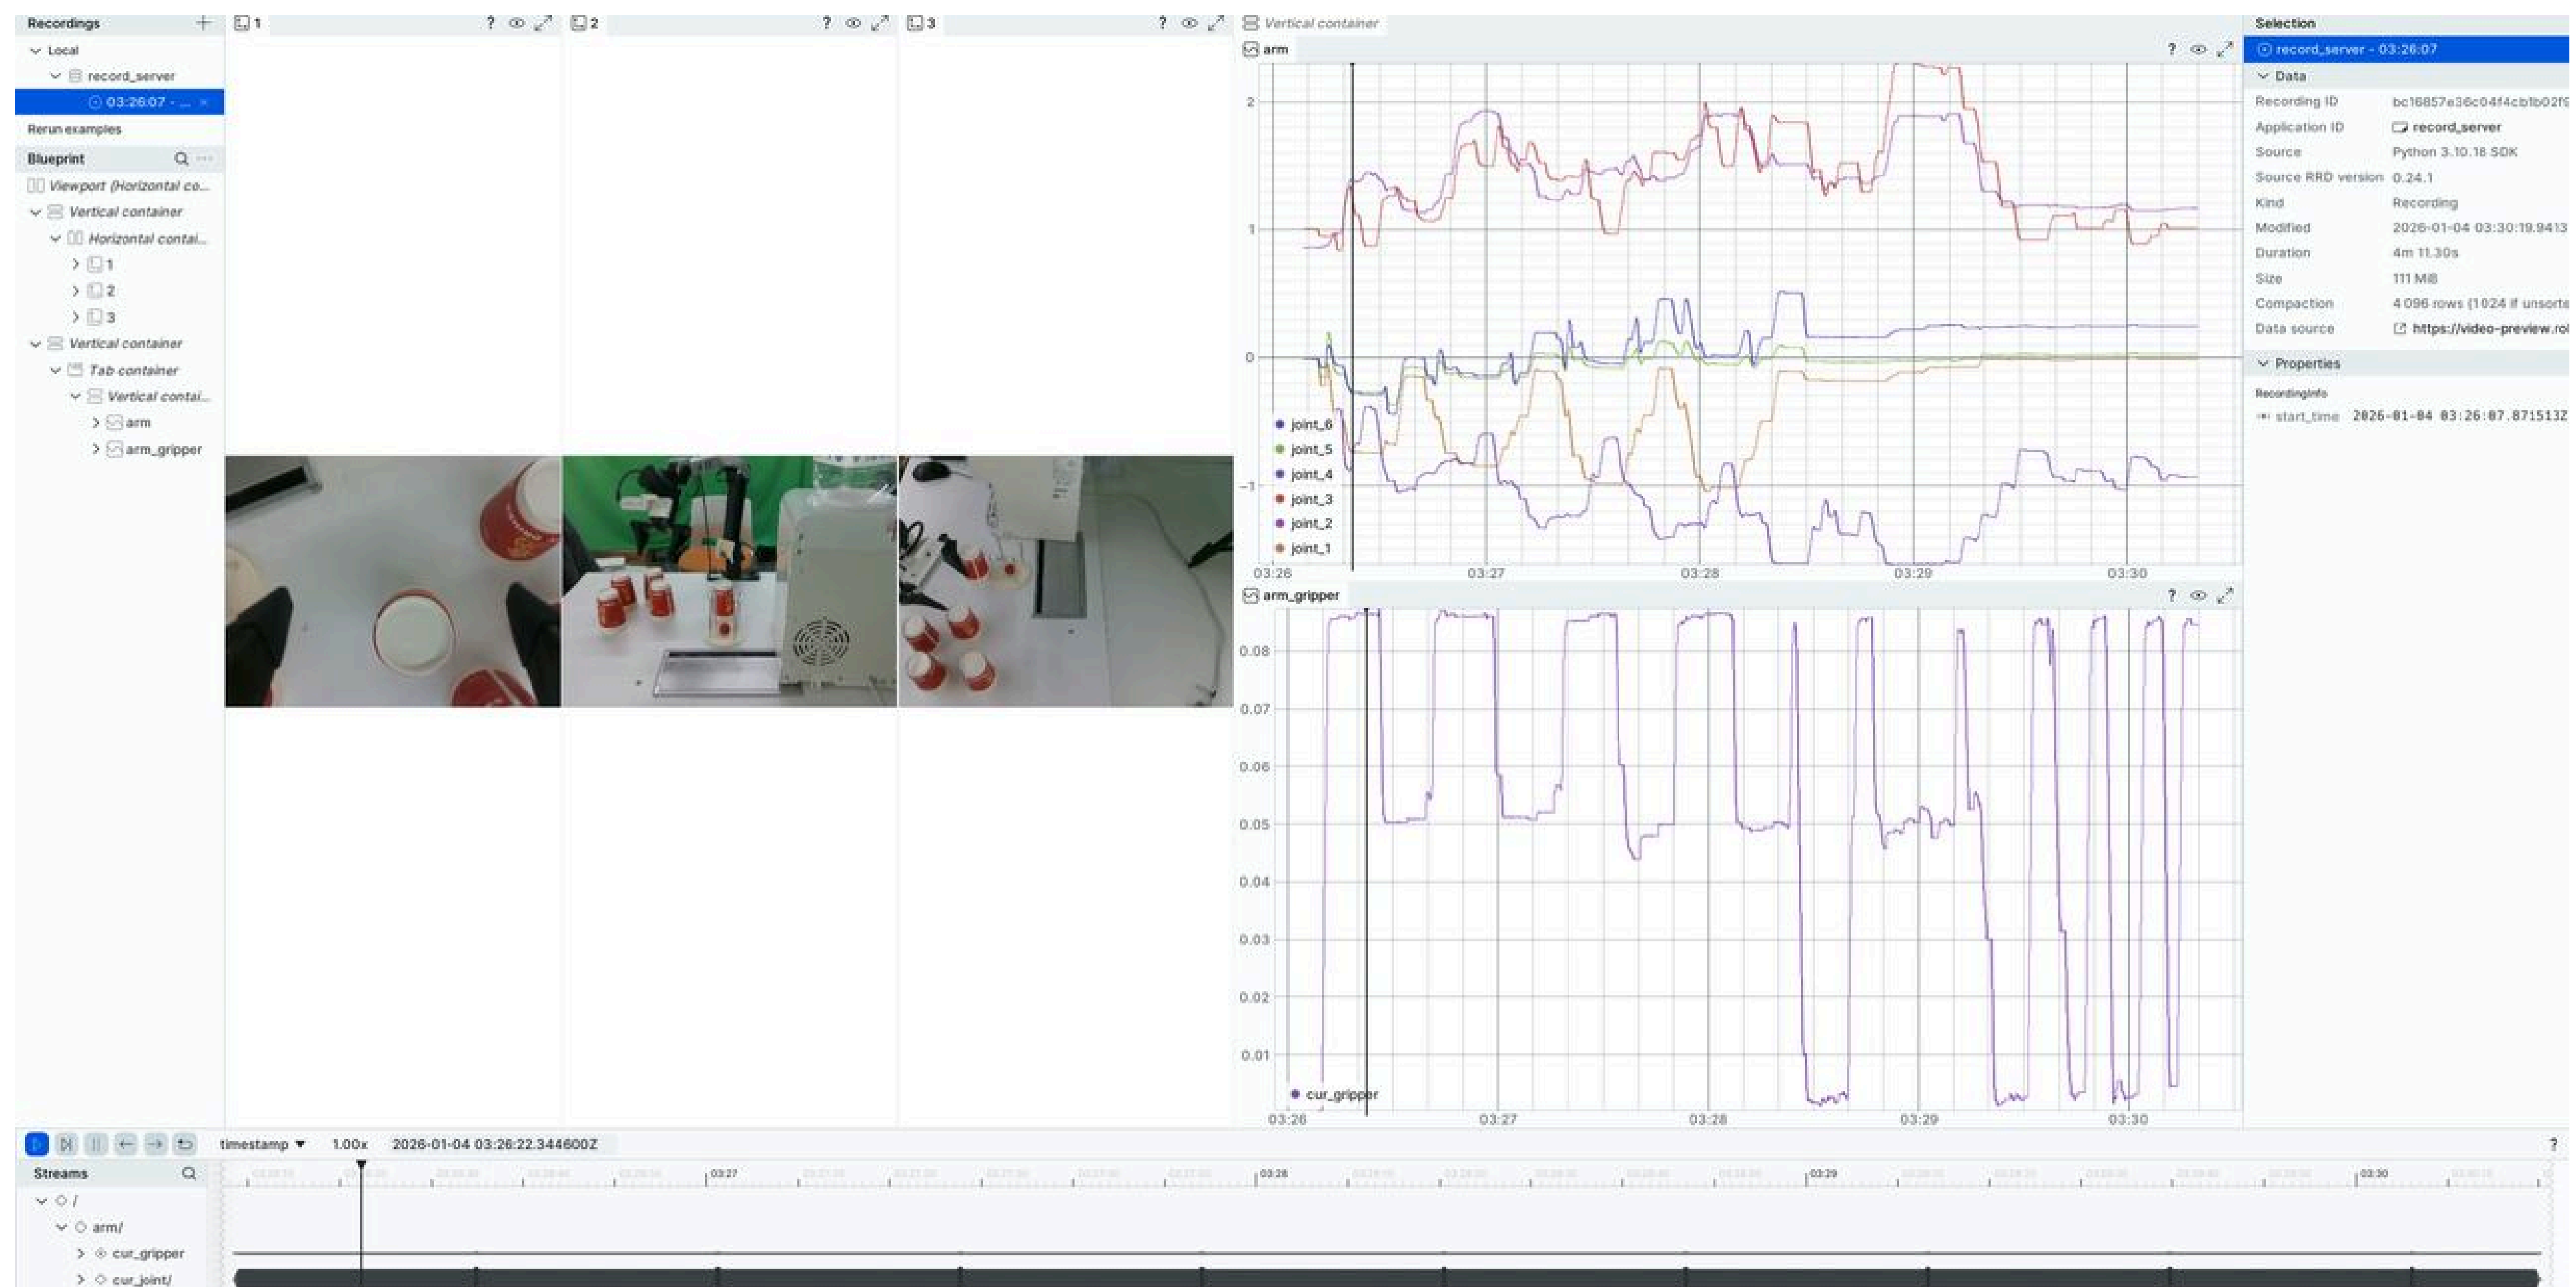 Recordings
Local
record_server
03:26:07 - ...
Rerun examples
Blueprint
Viewport (Horizontal co...
Vertical container
Horizontal contai...
1
2
3
Vertical container
Tab container
Vertical contai...
arm
arm_gripper
1 ?
2 ?
3 ?
Vertical container
arm ?
2
1
0
-1
joint_6
joint_5
joint_4
joint_3
joint_2
joint_1
03:26 03:27 03:28 03:29 03:30
arm_gripper ?
0.08
0.07
0.06
0.05
0.04
0.03
0.02
0.01
cur_gripper
03:26 03:27 03:28 03:29 03:30
Selection
record_server - 03:26:07
Data
Recording ID bc16857e36c04f4cb1b02f9
Application ID record_server
Source Python 3.10.18 SDK
Source RRD version 0.24.1
Kind Recording
Modified 2026-01-04 03:30:19.9413
Duration 4m 11.30s
Size 111 MiB
Compaction 4 096 rows (1 024 if unsorte
Data source https://video-preview.rol
Properties
RecordingInfo
start_time 2026-01-04 03:26:07.871513Z
timestamp 1.00x 2026-01-04 03:26:22.344600Z ?
Streams 03:27 03:28 03:29 03:30
/
arm/
cur_gripper
cur_joint/